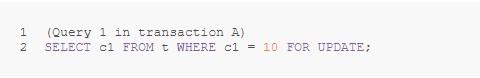 1 (Query 1 in transaction A)
2 SELECT c1 FROM t WHERE c1 = 10 FOR UPDATE;